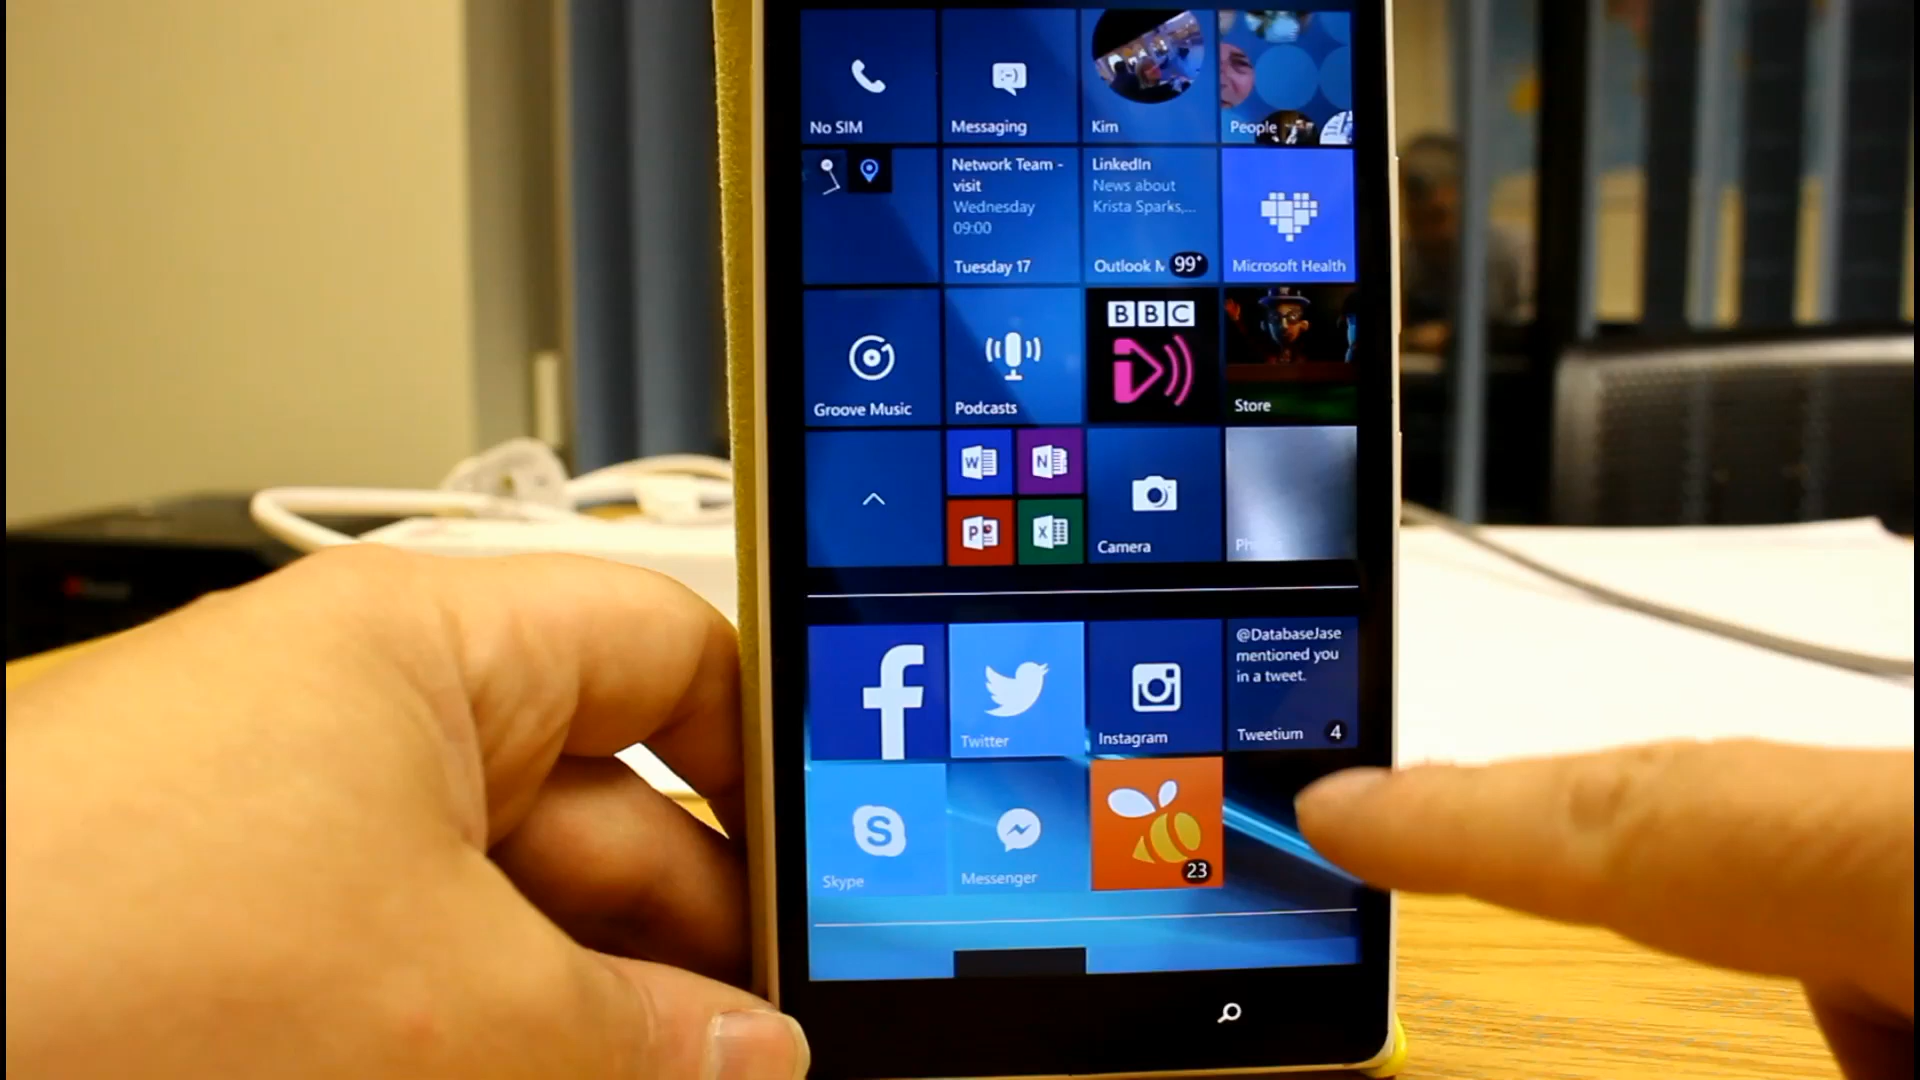 No SIM
Messaging
Kim
People
Network Team -
visit
Wednesday
09:00
Tuesday 17
LinkedIn
News about
Krista Sparks,...
Outlook M
99+
Microsoft Health
Groove Music
Podcasts
BBC
Store
W
N
P
X
Camera
f
Twitter
Instagram
@DatabaseJase
mentioned you
in a tweet.
Tweetium 4
S
Skype
Messenger
23